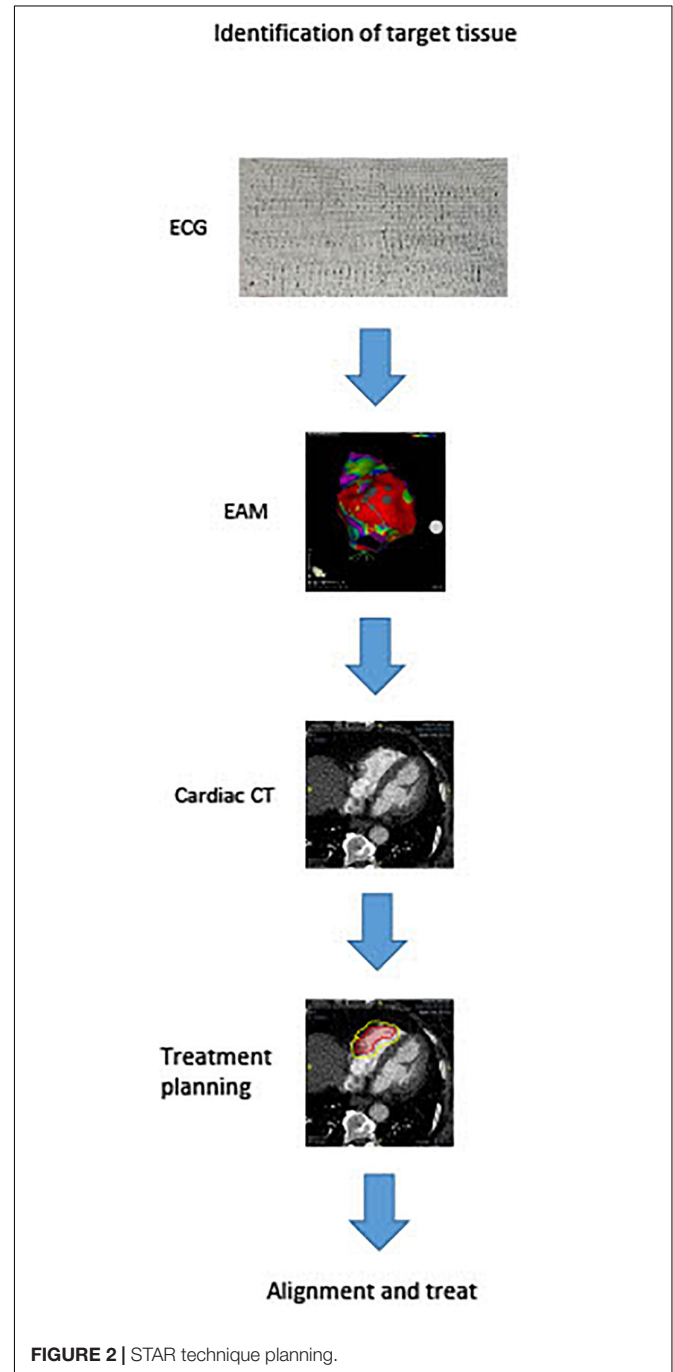 Identification of target tissue
ECG
EAM
Cardiac CT
Treatment
planning
Alignment and treat
FIGURE 2 | STAR technique planning.